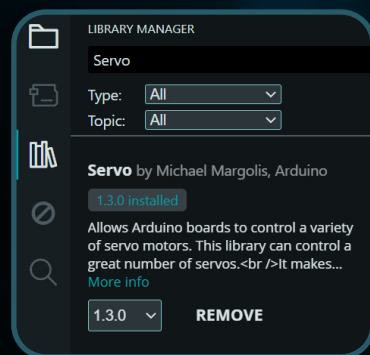 LIBRARY MANAGER
Servo
Type: All
Topic: All
Servo by Michael Margolis, Arduino
1.3.0 installed
Allows Arduino boards to control a variety
of servo motors. This library can control a
great number of servos.<br />It makes...
More info
1.3.0 REMOVE